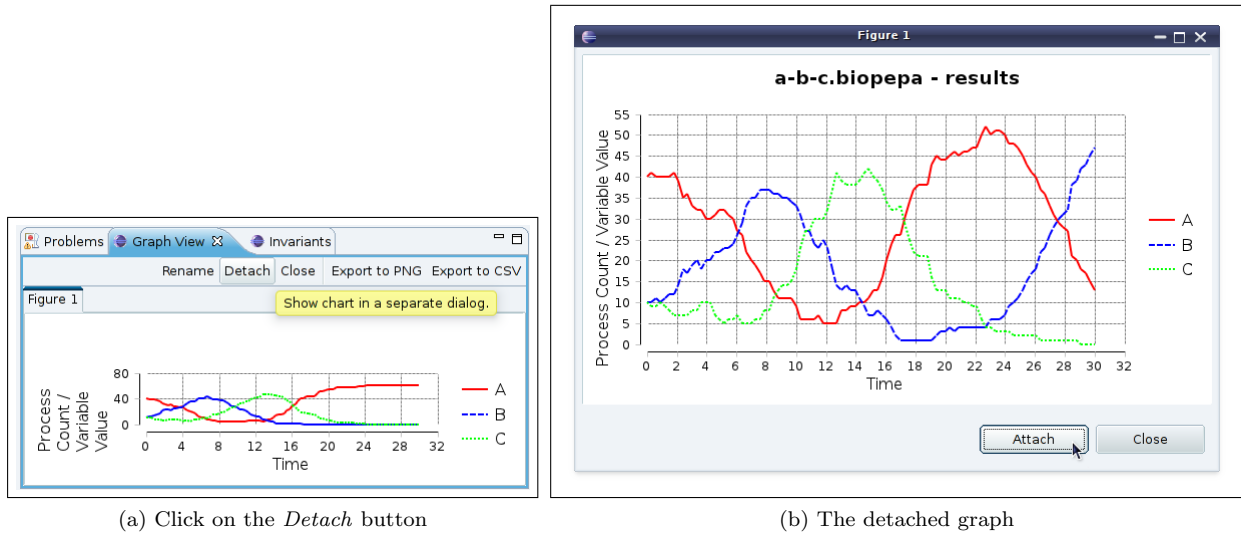 Problems Graph View Invariants
Rename Detach Close Export to PNG Export to CSV
Figure 1
Show chart in a separate dialog.
Process
Count /
Variable
Value
80
40
0
0 4 8 12 16 20 24 28 32
Time
A
B
C
(a) Click on the Detach button
Figure 1
a-b-c.biopepa - results
Process Count / Variable Value
55
50
45
40
35
30
25
20
15
10
5
0
0 2 4 6 8 10 12 14 16 18 20 22 24 26 28 30 32
Time
A
B
C
Attach Close
(b) The detached graph